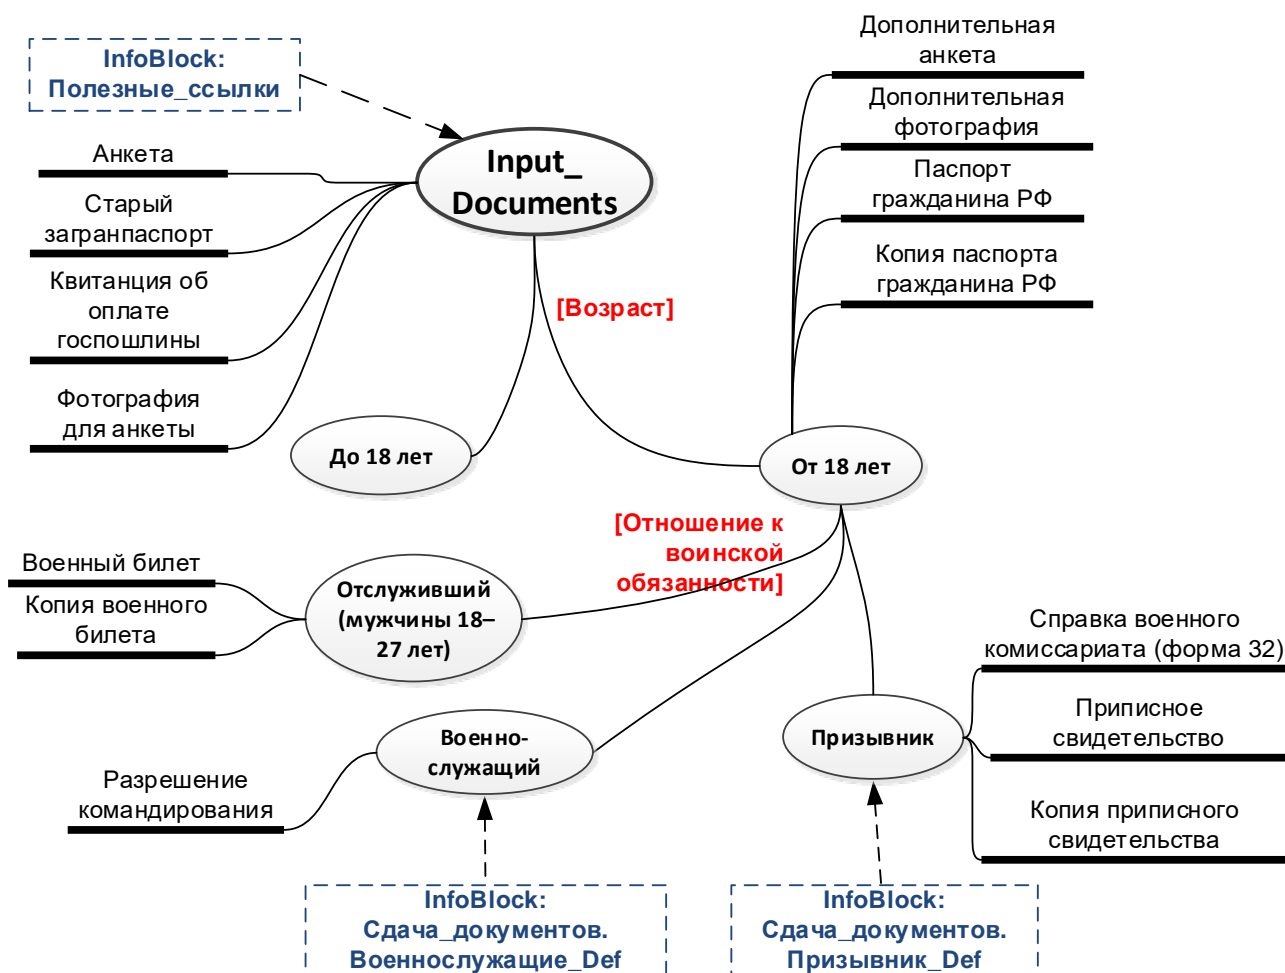 InfoBlock:
Полезные_ссылки
Input_
Documents
Анкета
Старый
загранпаспорт
Квитанция об
оплате
госпошлины
Фотография
для анкеты
Дополнительная
анкета
Дополнительная
фотография
Паспорт
гражданина РФ
Копия паспорта
гражданина РФ
[Возраст]
До 18 лет
От 18 лет
[Отношение к
воинской
обязанности]
Военный билет
Копия военного
билета
Отслуживший
(мужчины 18–
27 лет)
Военно-
служащий
Разрешение
командирования
Призывник
Справка военного
комиссариата (форма 32)
Приписное
свидетельство
Копия приписного
свидетельства
InfoBlock:
Сдача_документов.
Военнослужащие_Def
InfoBlock:
Сдача_документов.
Призывник_Def